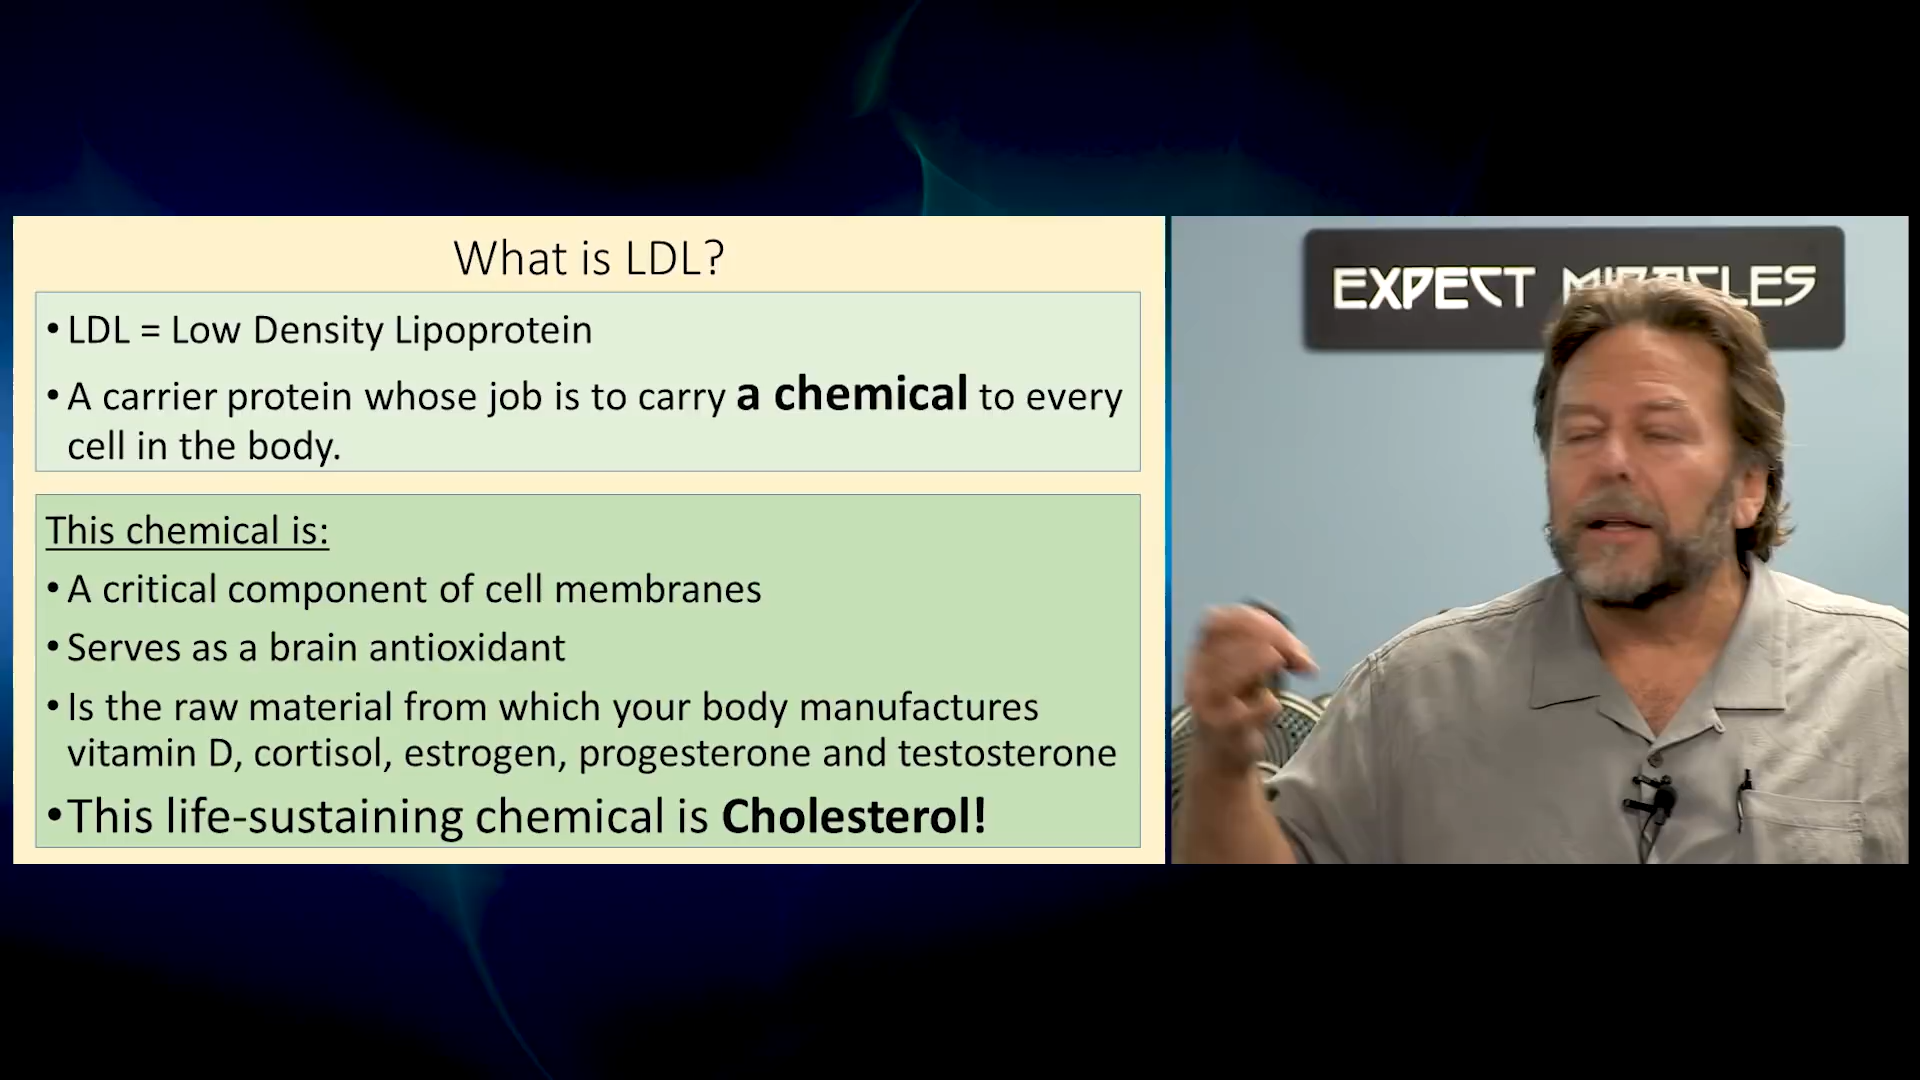 What is LDL?
• LDL = Low Density Lipoprotein
• A carrier protein whose job is to carry a chemical to every
cell in the body.
This chemical is:
• A critical component of cell membranes
• Serves as a brain antioxidant
• Is the raw material from which your body manufactures
vitamin D, cortisol, estrogen, progesterone and testosterone
• This life-sustaining chemical is Cholesterol!
EXPECT MIRACLES